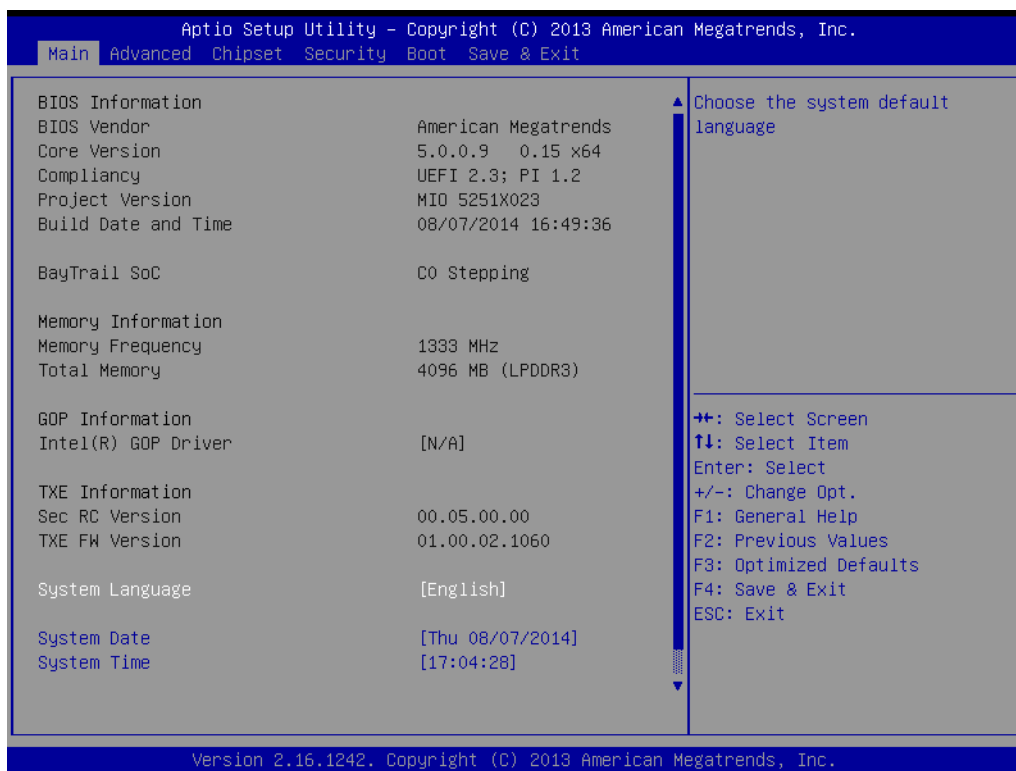 Aptio Setup Utility – Copyright (C) 2013 American Megatrends, Inc.
Main Advanced Chipset Security Boot Save & Exit
BIOS Information
BIOS Vendor American Megatrends
Core Version 5.0.0.9 0.15 x64
Compliancy UEFI 2.3; PI 1.2
Project Version MIO 5251X023
Build Date and Time 08/07/2014 16:49:36
BayTrail SoC C0 Stepping
Memory Information
Memory Frequency 1333 MHz
Total Memory 4096 MB (LPDDR3)
GOP Information
Intel(R) GOP Driver [N/A]
TXE Information
Sec RC Version 00.05.00.00
TXE FW Version 01.00.02.1060
System Language [English]
System Date [Thu 08/07/2014]
System Time [17:04:28]
Choose the system default
language
→←: Select Screen
↑↓: Select Item
Enter: Select
+/-: Change Opt.
F1: General Help
F2: Previous Values
F3: Optimized Defaults
F4: Save & Exit
ESC: Exit
Version 2.16.1242. Copyright (C) 2013 American Megatrends, Inc.